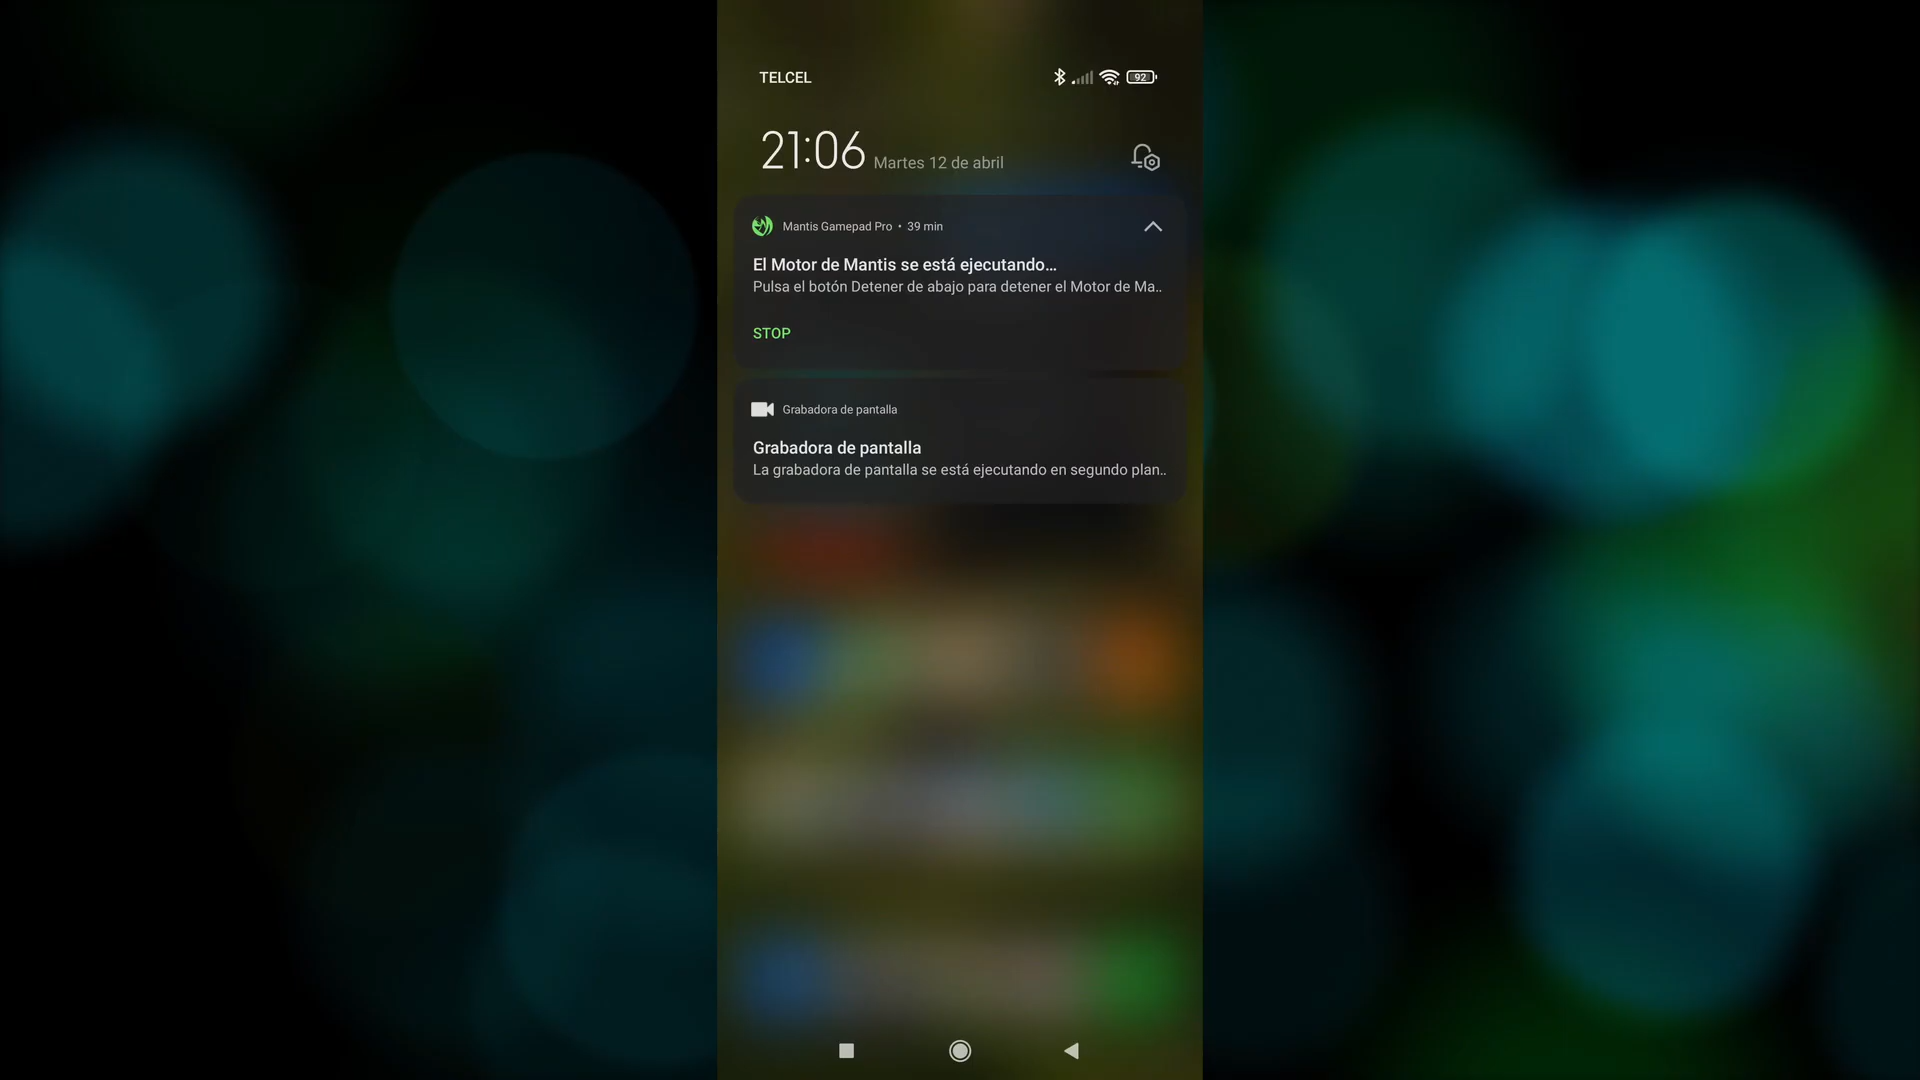 TELCEL
92
21:06 Martes 12 de abril
Mantis Gamepad Pro • 39 min
El Motor de Mantis se está ejecutando...
Pulsa el botón Detener de abajo para detener el Motor de Ma..
STOP
Grabadora de pantalla
Grabadora de pantalla
La grabadora de pantalla se está ejecutando en segundo plan..